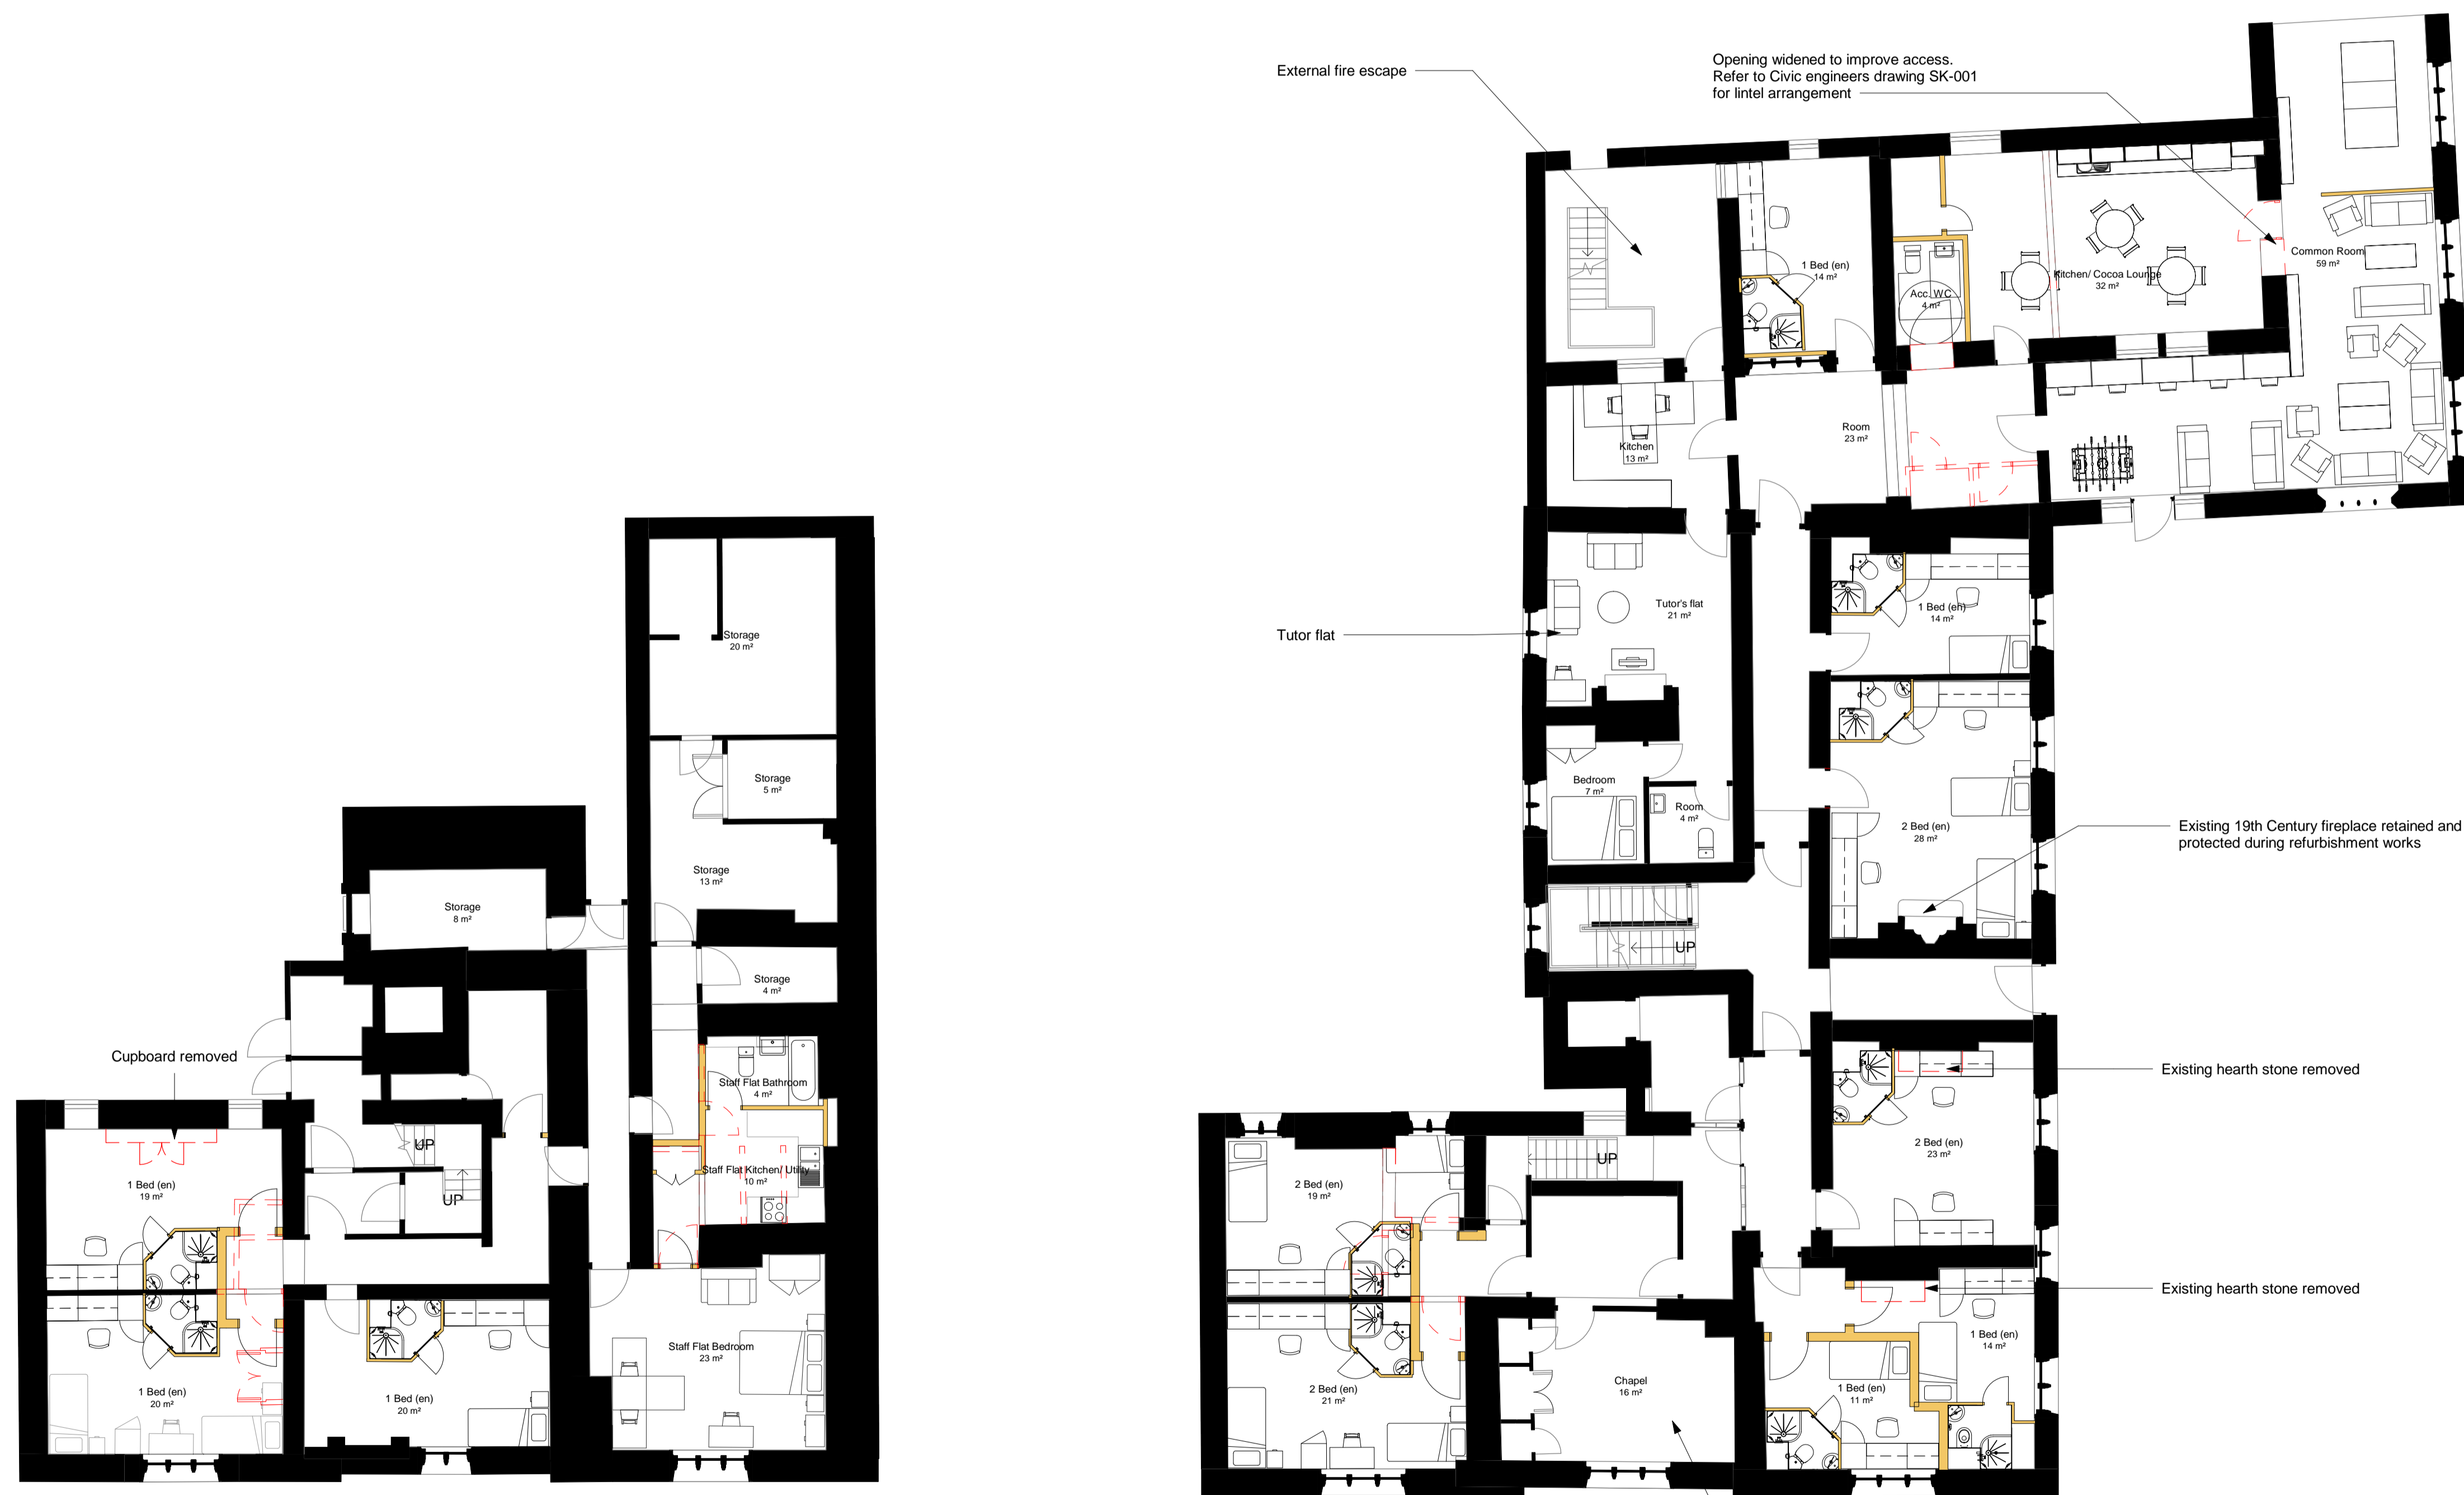 External fire escape
Opening widened to improve access.
Refer to Civic engineers drawing SK-001
for lintel arrangement
Common Room
59 m²
1 Bed (en)
14 m²
Kitchen/ Cocoa Lounge
32 m²
Acc. WC
4 m²
Room
23 m²
Kitchen
13 m²
Tutor's flat
21 m²
1 Bed (en)
14 m²
Tutor flat
Storage
20 m²
Storage
5 m²
Bedroom
7 m²
Room
4 m²
2 Bed (en)
28 m²
Existing 19th Century fireplace retained and
protected during refurbishment works
Storage
13 m²
Storage
8 m²
UP
Storage
4 m²
Cupboard removed
Staff Flat Bathroom
4 m²
Existing hearth stone removed
UP
UP
2 Bed (en)
23 m²
Staff Flat Kitchen/ Utility
10 m²
1 Bed (en)
19 m²
UP
2 Bed (en)
19 m²
Existing hearth stone removed
1 Bed (en)
14 m²
Staff Flat Bedroom
23 m²
1 Bed (en)
20 m²
1 Bed (en)
20 m²
2 Bed (en)
21 m²
Chapel
16 m²
1 Bed (en)
11 m²